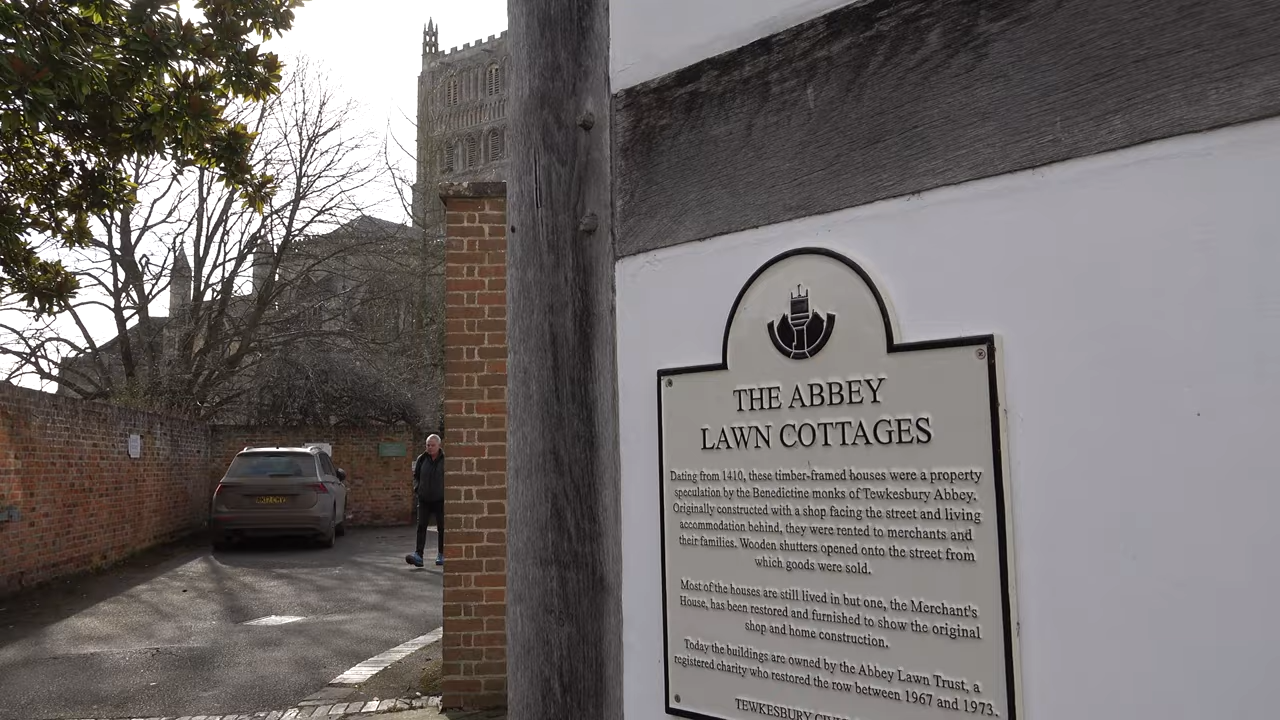 THE ABBEY
LAWN COTTAGES
Dating from 1410, these timber-framed houses were a property
speculation by the Benedictine monks of Tewkesbury Abbey.
Originally constructed with a shop facing the street and living
accommodation behind, they were rented to merchants and
their families. Wooden shutters opened onto the street from
which goods were sold.
Most of the houses are still lived in but one, the Merchant's
House, has been restored and furnished to show the original
shop and home construction.
Today the buildings are owned by the Abbey Lawn Trust, a
registered charity who restored the row between 1967 and 1973.
TEWKESBURY